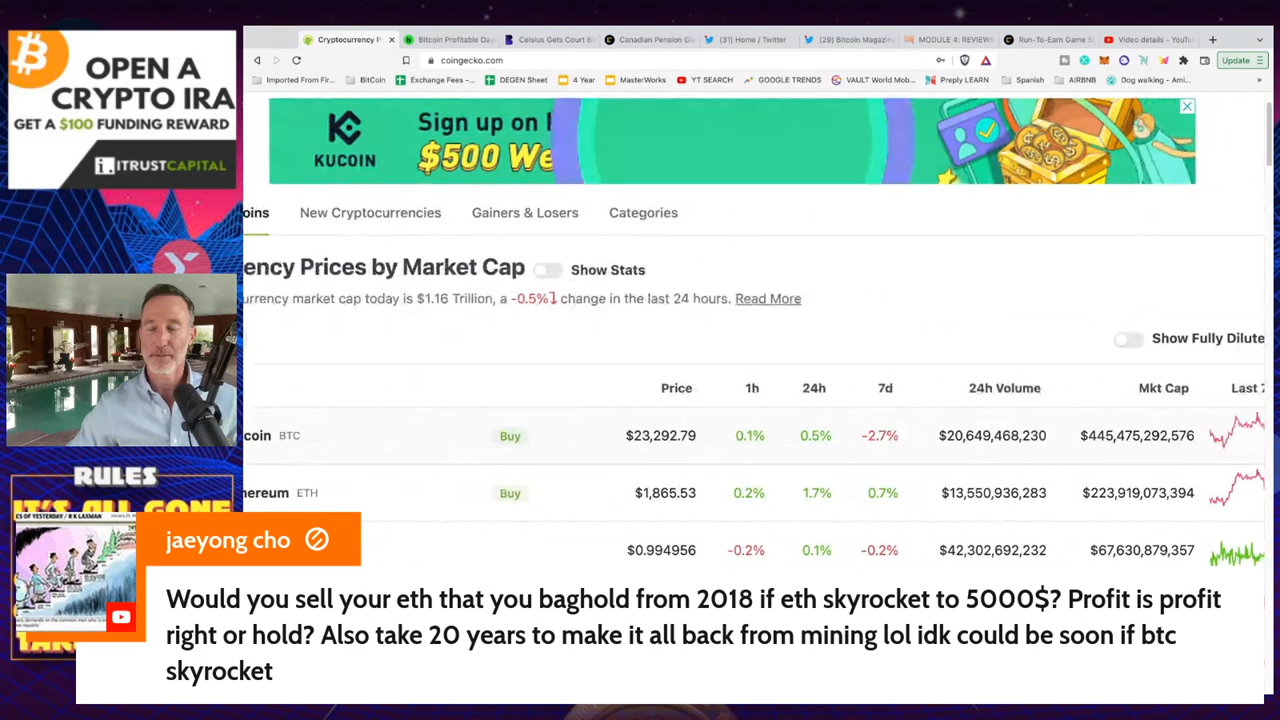 OPEN A
CRYPTO IRA
GET A $100 FUNDING REWARD
i.iTRUSTCAPITAL
RULES
IT'S ALL GONE
ES OF YESTERDAY / R K LAXMAN
Cryptocurrency P
Bitcoin Profitable Day
Celsius Gets Court B
Canadian Pension Gi
(31) Home / Twitter
(29) Bitcoin Magazin
MODULE 4: REVIEWS
Run-To-Earn Game S
Video details - YouTu
coingecko.com
Update
Imported From Fir...
BitCoin
Exchange Fees -...
DEGEN Sheet
4 Year
MasterWorks
YT SEARCH
GOOGLE TRENDS
VAULT World Mob...
Preply LEARN
Spanish
AIRBNB
Dog walking - Ami...
KUCOIN
Sign up on
$500 We
oins
New Cryptocurrencies
Gainers & Losers
Categories
ency Prices by Market Cap
Show Stats
urrency market cap today is $1.16 Trillion, a -0.5% change in the last 24 hours. Read More
Show Fully Dilute
Price 1h 24h 7d 24h Volume Mkt Cap Last 7
coin BTC Buy $23,292.79 0.1% 0.5% -2.7% $20,649,468,230 $445,475,292,576
hereum ETH Buy $1,865.53 0.2% 1.7% 0.7% $13,550,936,283 $223,919,073,394
$0.994956 -0.2% 0.1% -0.2% $42,302,692,232 $67,630,879,357
jaeyong cho
Would you sell your eth that you baghold from 2018 if eth skyrocket to 5000$? Profit is profit
right or hold? Also take 20 years to make it all back from mining lol idk could be soon if btc
skyrocket